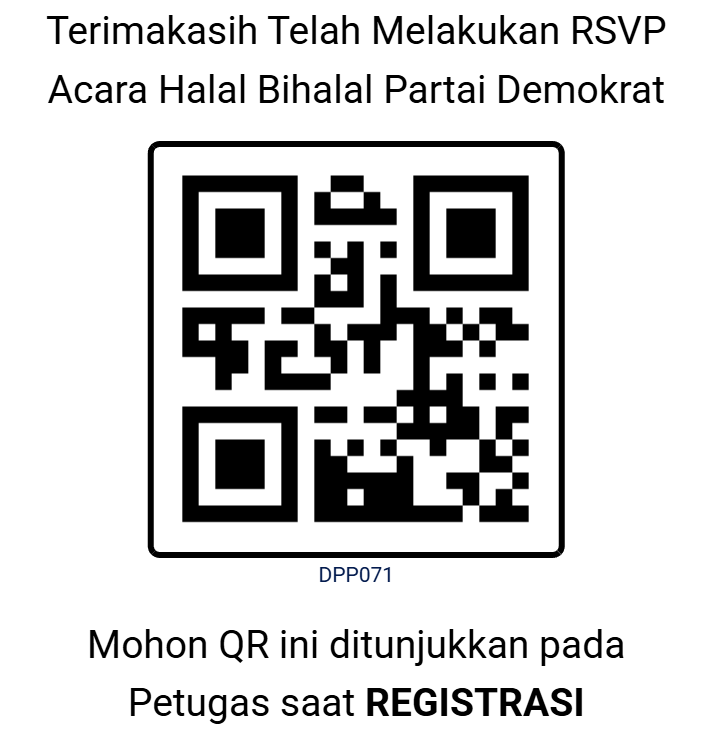 Terimakasih Telah Melakukan RSVP
Acara Halal Bihalal Partai Demokrat
DPP071
Mohon QR ini ditunjukkan pada
Petugas saat REGISTRASI